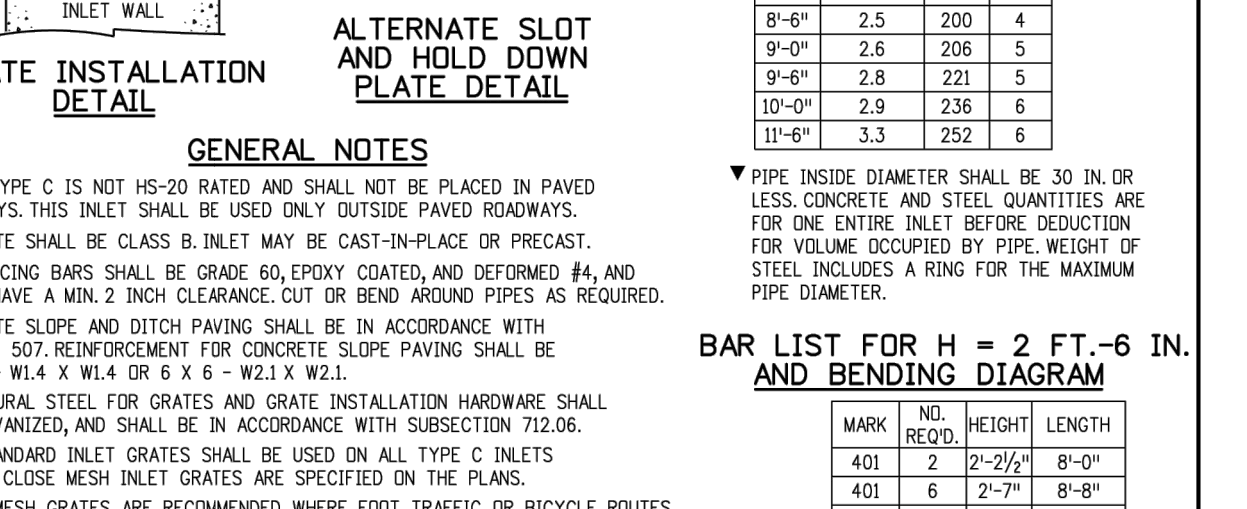 INLET WALL
ALTERNATE SLOT
AND HOLD DOWN
PLATE DETAIL
INSTALLATION
DETAIL
GENERAL NOTES
YPE C IS NOT HS-20 RATED AND SHALL NOT BE PLACED IN PAVED
YS. THIS INLET SHALL BE USED ONLY OUTSIDE PAVED ROADWAYS.
TE SHALL BE CLASS B. INLET MAY BE CAST-IN-PLACE OR PRECAST.
CING BARS SHALL BE GRADE 60, EPOXY COATED, AND DEFORMED #4, AND
AVE A MIN. 2 INCH CLEARANCE. CUT OR BEND AROUND PIPES AS REQUIRED.
TE SLOPE AND DITCH PAVING SHALL BE IN ACCORDANCE WITH
507. REINFORCEMENT FOR CONCRETE SLOPE PAVING SHALL BE
- W1.4 X W1.4 OR 6 X 6 - W2.1 X W2.1.
URAL STEEL FOR GRATES AND GRATE INSTALLATION HARDWARE SHALL
VANIZED, AND SHALL BE IN ACCORDANCE WITH SUBSECTION 712.06.
ANDARD INLET GRATES SHALL BE USED ON ALL TYPE C INLETS
CLOSE MESH INLET GRATES ARE SPECIFIED ON THE PLANS.
MESH GRATES ARE RECOMMENDED WHERE FOOT TRAFFIC OR BICYCLE ROUTES
8'-6" 2.5 200 4
9'-0" 2.6 206 5
9'-6" 2.8 221 5
10'-0" 2.9 236 6
11'-6" 3.3 252 6
▼ PIPE INSIDE DIAMETER SHALL BE 30 IN. OR
LESS. CONCRETE AND STEEL QUANTITIES ARE
FOR ONE ENTIRE INLET BEFORE DEDUCTION
FOR VOLUME OCCUPIED BY PIPE. WEIGHT OF
STEEL INCLUDES A RING FOR THE MAXIMUM
PIPE DIAMETER.
BAR LIST FOR H = 2 FT.-6 IN.
AND BENDING DIAGRAM
MARK NO. REQ'D. HEIGHT LENGTH
401 2 2'-2½" 8'-0"
401 6 2'-7" 8'-8"